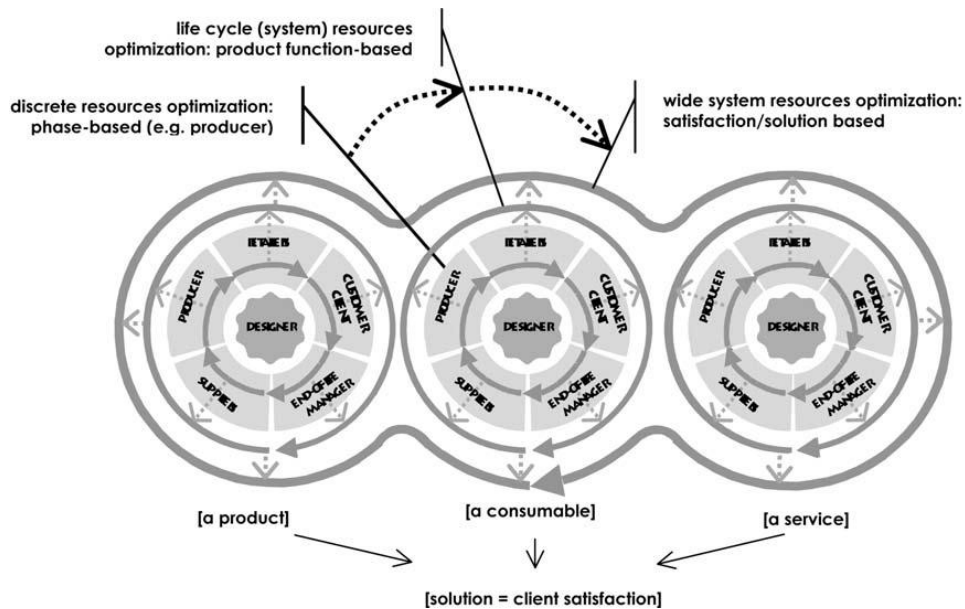 life cycle (system) resources
optimization: product function-based
discrete resources optimization:
phase-based (e.g. producer)
wide system resources optimization:
satisfaction/solution based
PRODUCER
CUSTOMER
CLIENT
END-OF-LIFE
MANAGER
DESIGNER
PRODUCER
CUSTOMER
CLIENT
END-OF-LIFE
MANAGER
DESIGNER
PRODUCER
CUSTOMER
CLIENT
END-OF-LIFE
MANAGER
DESIGNER
[a product]
[a consumable]
[a service]
[solution = client satisfaction]